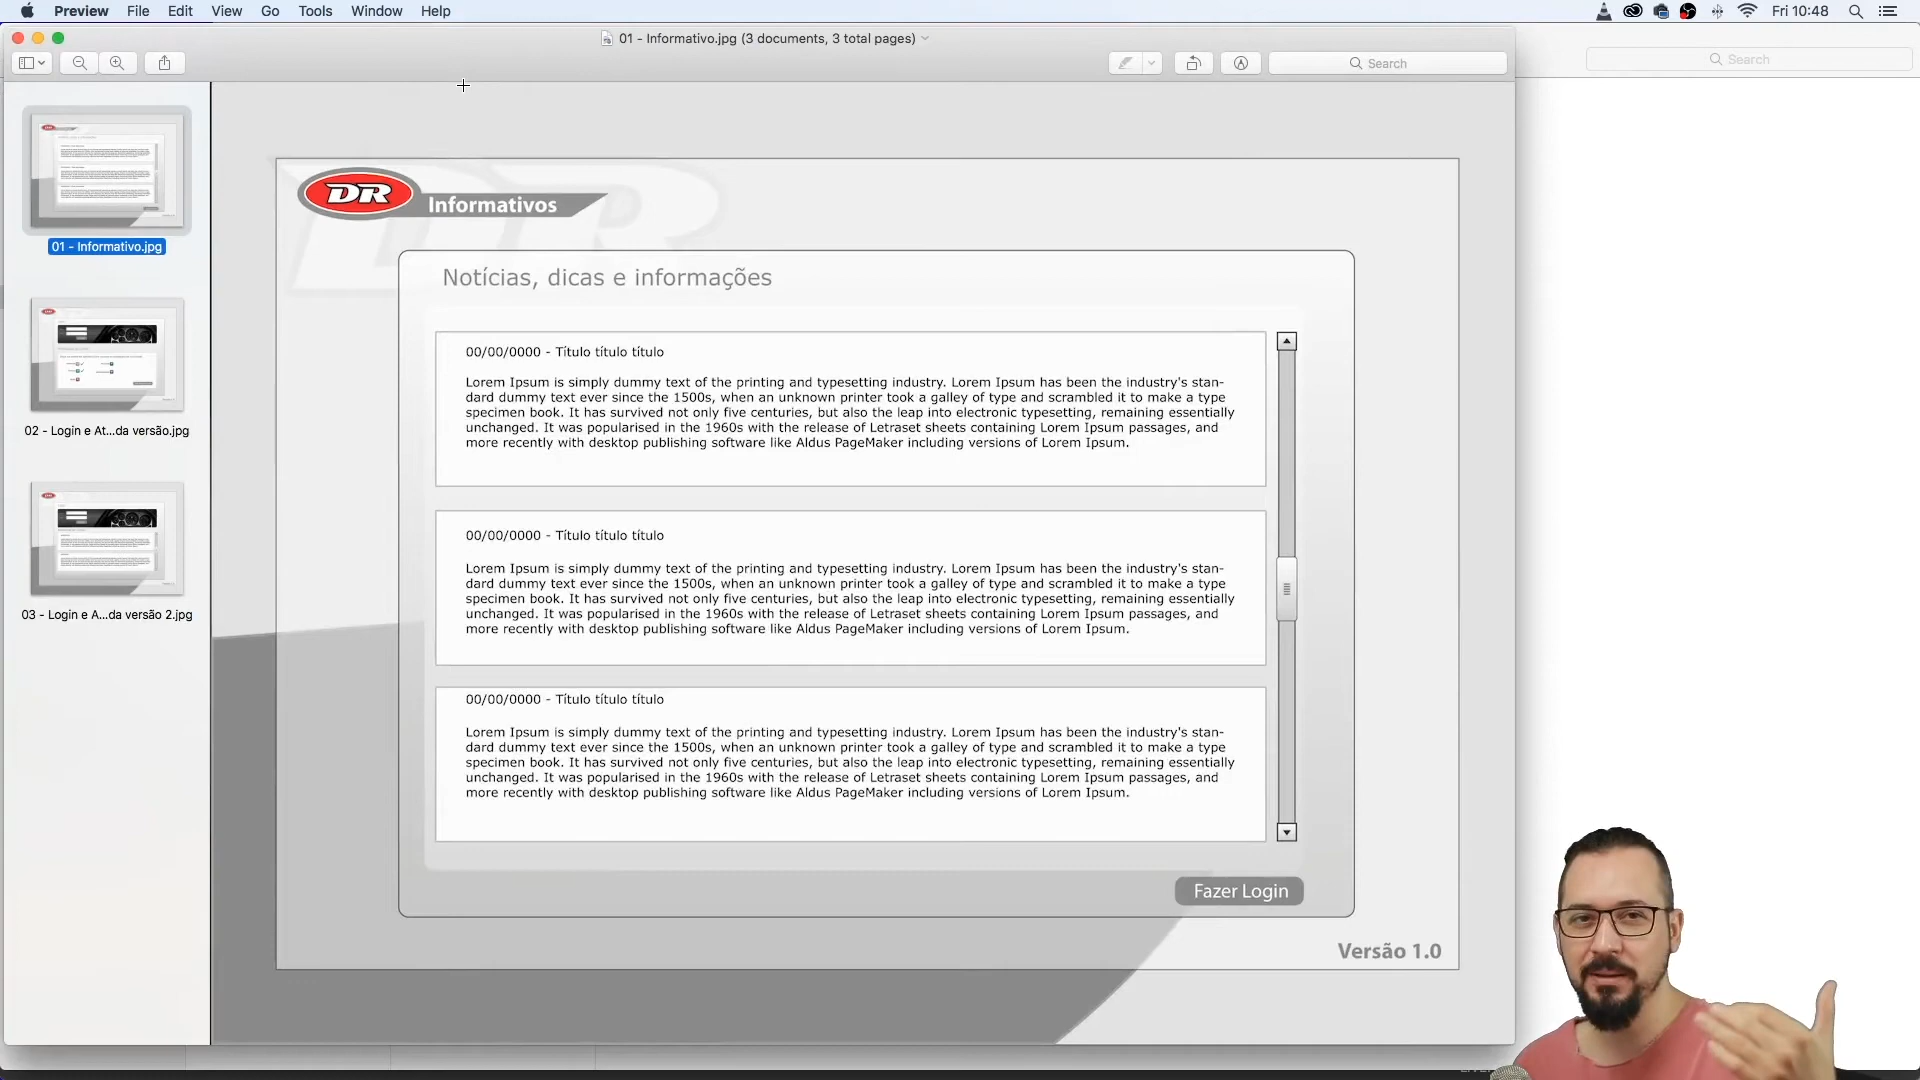 Preview File Edit View Go Tools Window Help
Fri 10:48
01 - Informativo.jpg (3 documents, 3 total pages)
Search
Search
01 - Informativo.jpg
02 - Login e At...da versão.jpg
03 - Login e A...da versão 2.jpg
DR
Informativos
Notícias, dicas e informações
00/00/0000 - Título título título
Lorem Ipsum is simply dummy text of the printing and typesetting industry. Lorem Ipsum has been the industry's stan-
dard dummy text ever since the 1500s, when an unknown printer took a galley of type and scrambled it to make a type
specimen book. It has survived not only five centuries, but also the leap into electronic typesetting, remaining essentially
unchanged. It was popularised in the 1960s with the release of Letraset sheets containing Lorem Ipsum passages, and
more recently with desktop publishing software like Aldus PageMaker including versions of Lorem Ipsum.
00/00/0000 - Título título título
Lorem Ipsum is simply dummy text of the printing and typesetting industry. Lorem Ipsum has been the industry's stan-
dard dummy text ever since the 1500s, when an unknown printer took a galley of type and scrambled it to make a type
specimen book. It has survived not only five centuries, but also the leap into electronic typesetting, remaining essentially
unchanged. It was popularised in the 1960s with the release of Letraset sheets containing Lorem Ipsum passages, and
more recently with desktop publishing software like Aldus PageMaker including versions of Lorem Ipsum.
00/00/0000 - Título título título
Lorem Ipsum is simply dummy text of the printing and typesetting industry. Lorem Ipsum has been the industry's stan-
dard dummy text ever since the 1500s, when an unknown printer took a galley of type and scrambled it to make a type
specimen book. It has survived not only five centuries, but also the leap into electronic typesetting, remaining essentially
unchanged. It was popularised in the 1960s with the release of Letraset sheets containing Lorem Ipsum passages, and
more recently with desktop publishing software like Aldus PageMaker including versions of Lorem Ipsum.
Fazer Login
Versão 1.0